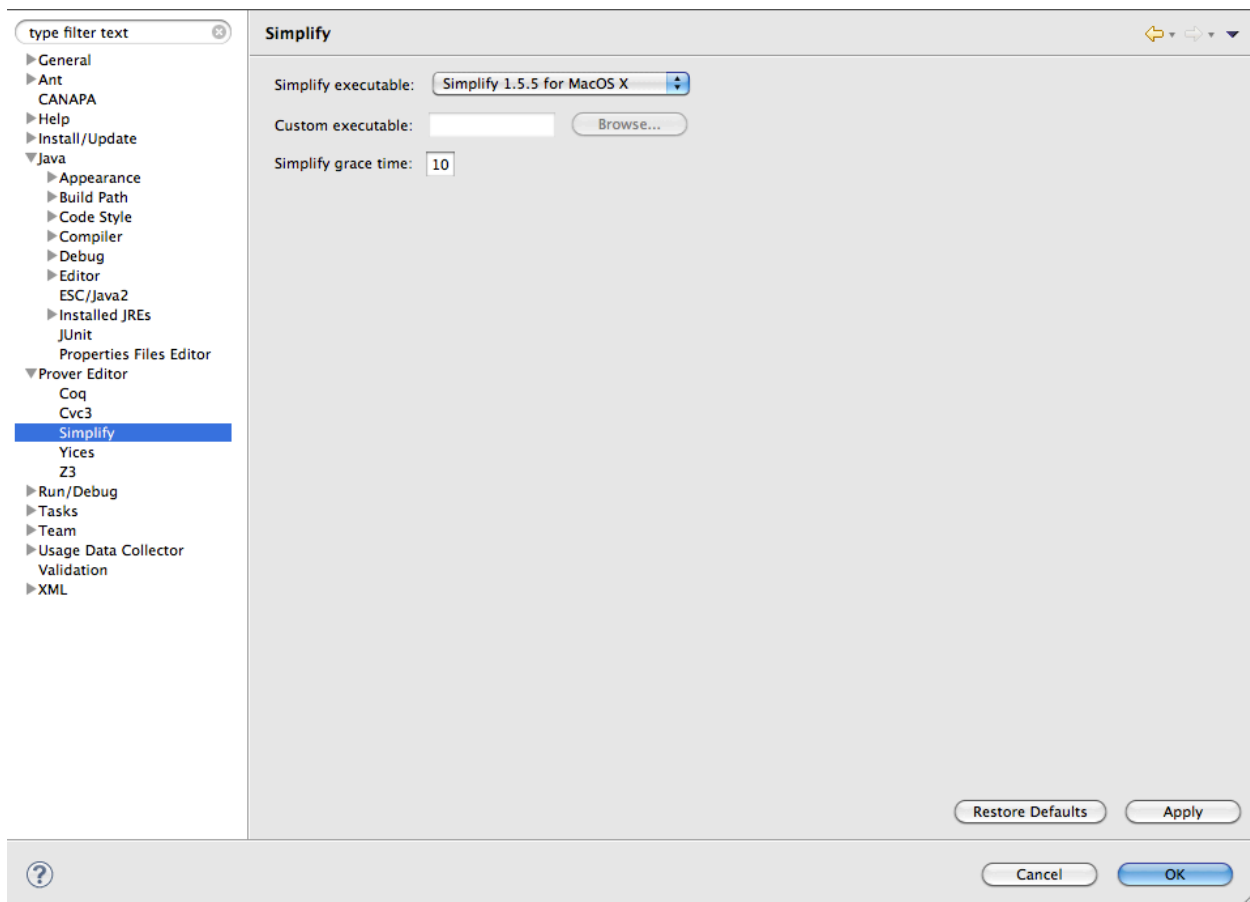 type filter text
General
Ant
CANAPA
Help
Install/Update
Java
Appearance
Build Path
Code Style
Compiler
Debug
Editor
ESC/Java2
Installed JREs
JUnit
Properties Files Editor
Prover Editor
Coq
Cvc3
Simplify
Yices
Z3
Run/Debug
Tasks
Team
Usage Data Collector
Validation
XML
Simplify
Simplify executable: Simplify 1.5.5 for MacOS X
Custom executable: Browse...
Simplify grace time: 10
Restore Defaults Apply
? Cancel OK